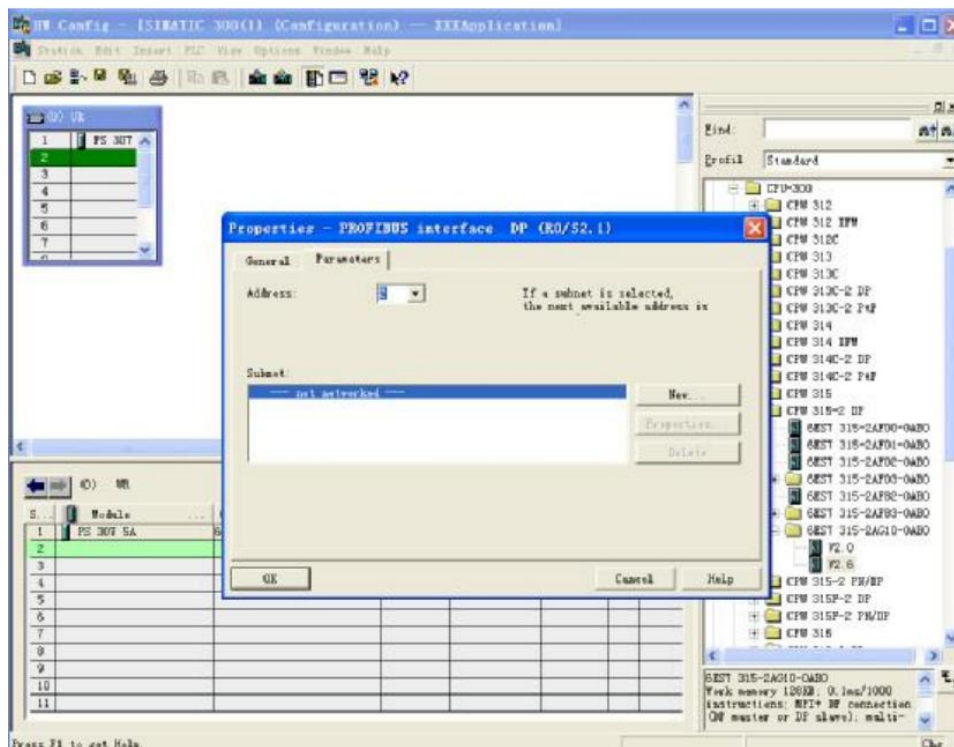 HW Config - [SIMATIC 300(1) (Configuration) -- XXXApplication]
Station Edit Insert PLC View Options Window Help
(0) UR
1 PS 307
2
3
4
5
6
7
Find:
Profil Standard
CPU-300
CPU 312
CPU 312 IFM
CPU 312C
CPU 313
CPU 313C
CPU 313C-2 DP
CPU 313C-2 PtP
CPU 314
CPU 314 IFM
CPU 314C-2 DP
CPU 314C-2 PtP
CPU 315
CPU 315-2 DP
6ES7 315-2AF00-0AB0
6ES7 315-2AF01-0AB0
6ES7 315-2AF02-0AB0
6ES7 315-2AF03-0AB0
6ES7 315-2AF82-0AB0
6ES7 315-2AF83-0AB0
6ES7 315-2AG10-0AB0
V2.0
V2.6
CPU 315-2 PN/DP
CPU 315F-2 DP
CPU 315F-2 PN/DP
CPU 316
Properties - PROFIBUS interface DP (R0/S2.1)
General Parameters
Address:
If a subnet is selected,
the next available address is
Subnet:
--- not networked ---
New...
Properties...
Delete
OK Cancel Help
(0) UR
S... Module ...
1 PS 307 5A 6
2
3
4
5
6
7
8
9
10
11
6ES7 315-2AG10-0AB0
Work memory 128KB; 0.1ms/1000
instructions; MPI+ DP connection
(DP master or DP slave); multi-
Press F1 to get Help.
Chg